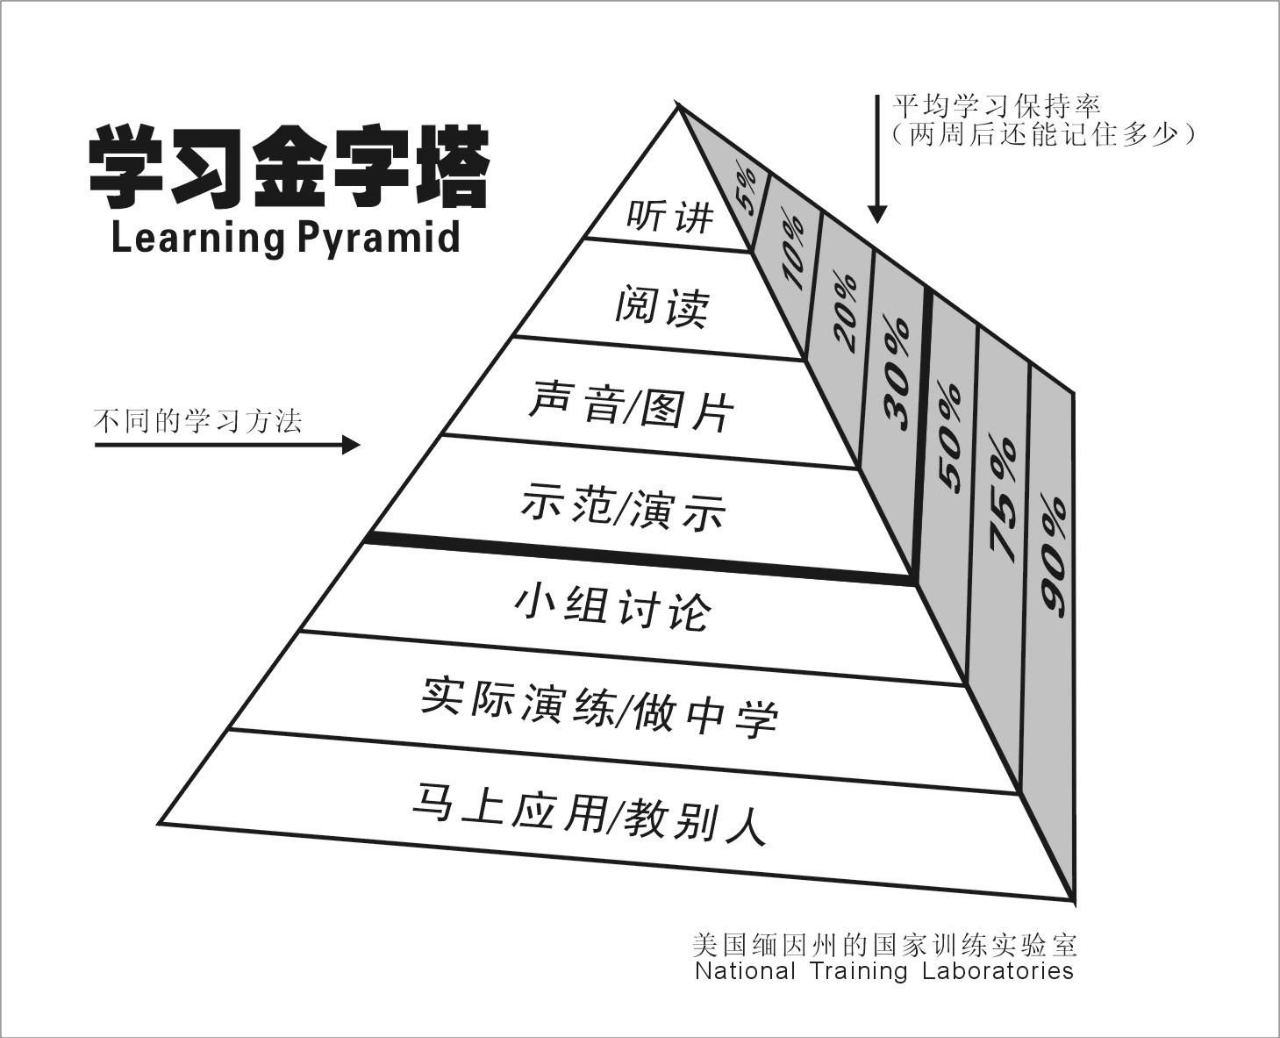 学习金字塔
Learning Pyramid
平均学习保持率
（两周后还能记住多少）
不同的学习方法
听讲
5%
阅读
10%
声音/图片
20%
示范/演示
30%
小组讨论
50%
实际演练/做中学
75%
马上应用/教别人
90%
美国缅因州的国家训练实验室
National Training Laboratories